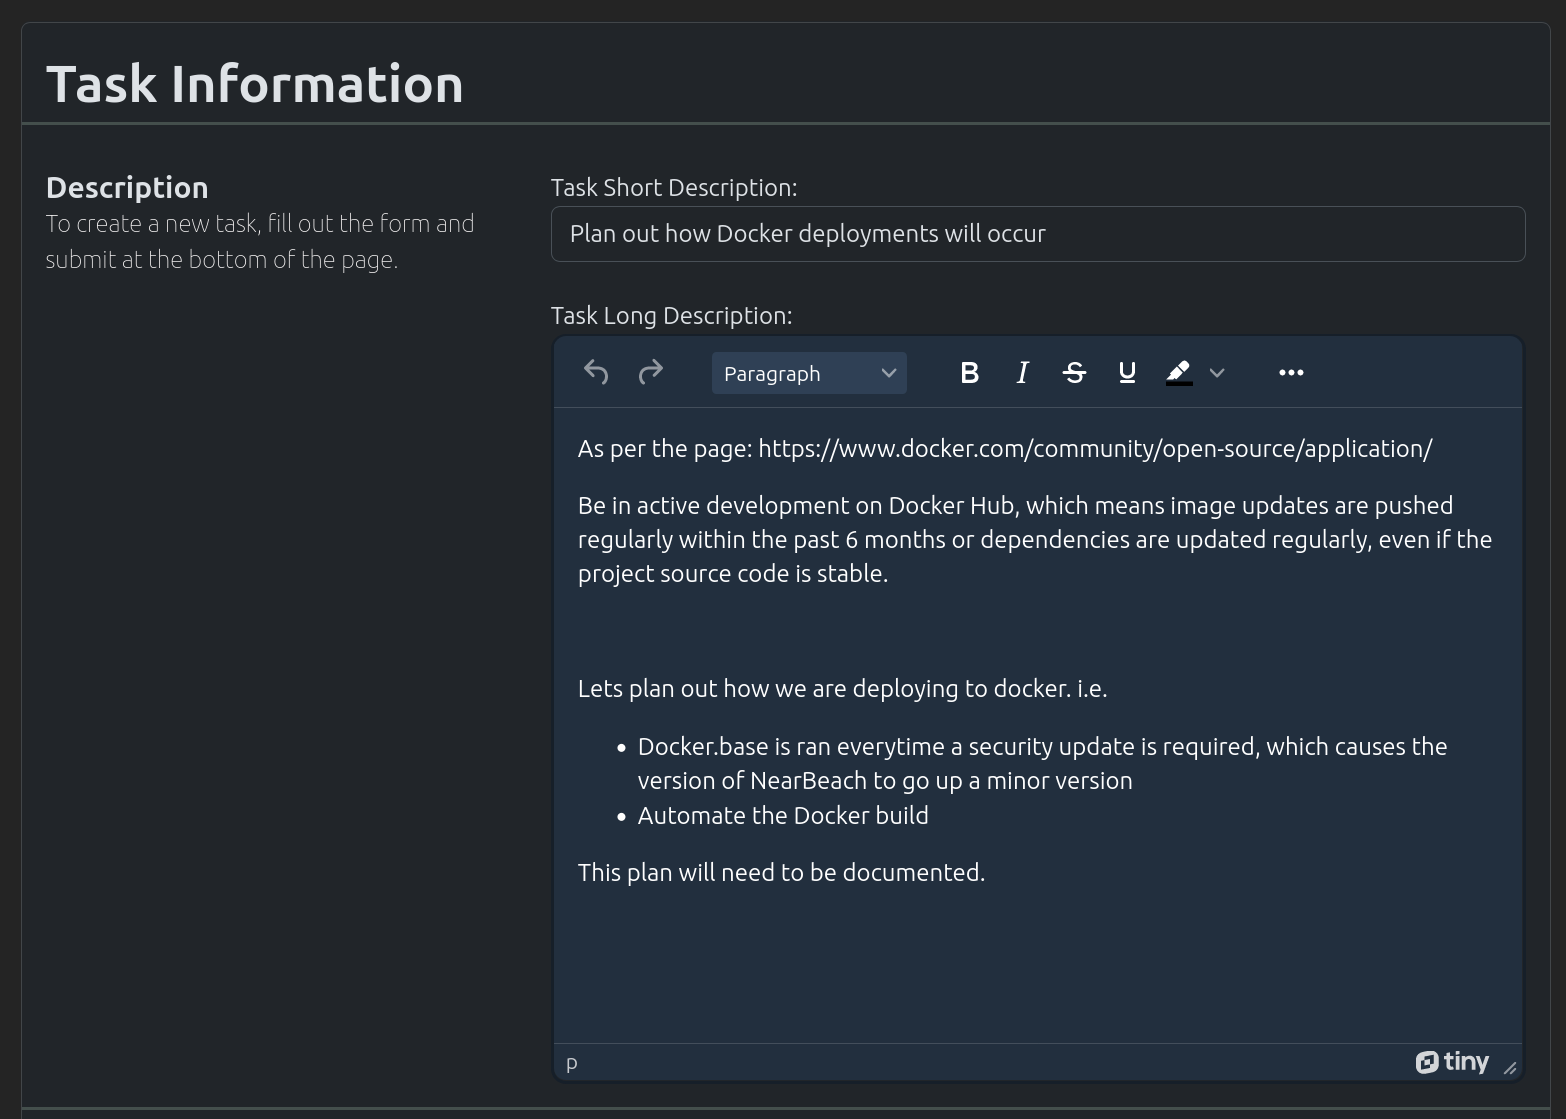 Task Information
Description
To create a new task, fill out the form and
submit at the bottom of the page.
Task Short Description:
Plan out how Docker deployments will occur
Task Long Description:
Paragraph
B I S U
As per the page: https://www.docker.com/community/open-source/application/
Be in active development on Docker Hub, which means image updates are pushed
regularly within the past 6 months or dependencies are updated regularly, even if the
project source code is stable.
Lets plan out how we are deploying to docker. i.e.
• Docker.base is ran everytime a security update is required, which causes the
version of NearBeach to go up a minor version
• Automate the Docker build
This plan will need to be documented.
p
tiny